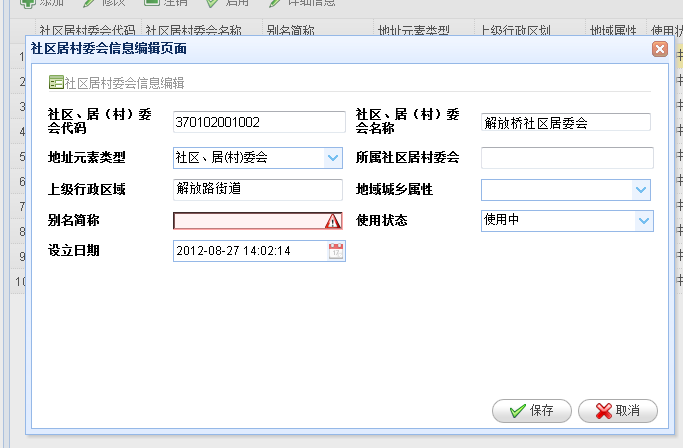 添加 修改 注销 启用 详细信息
社区居村委会代码 社区居村委会名称 别名简称 地址元素类型 上级行政区划 地域属性 使用状
社区居村委会信息编辑页面
社区居村委会信息编辑
社区、居（村）委
会代码
370102001002
社区、居（村）委
会名称
解放桥社区居委会
地址元素类型
社区、居(村)委会
所属社区居村委会
上级行政区域
解放路街道
地域城乡属性
别名简称
使用状态
使用中
设立日期
2012-08-27 14:02:14
保存
取消
1
2
3
4
5
6
7
8
9
10